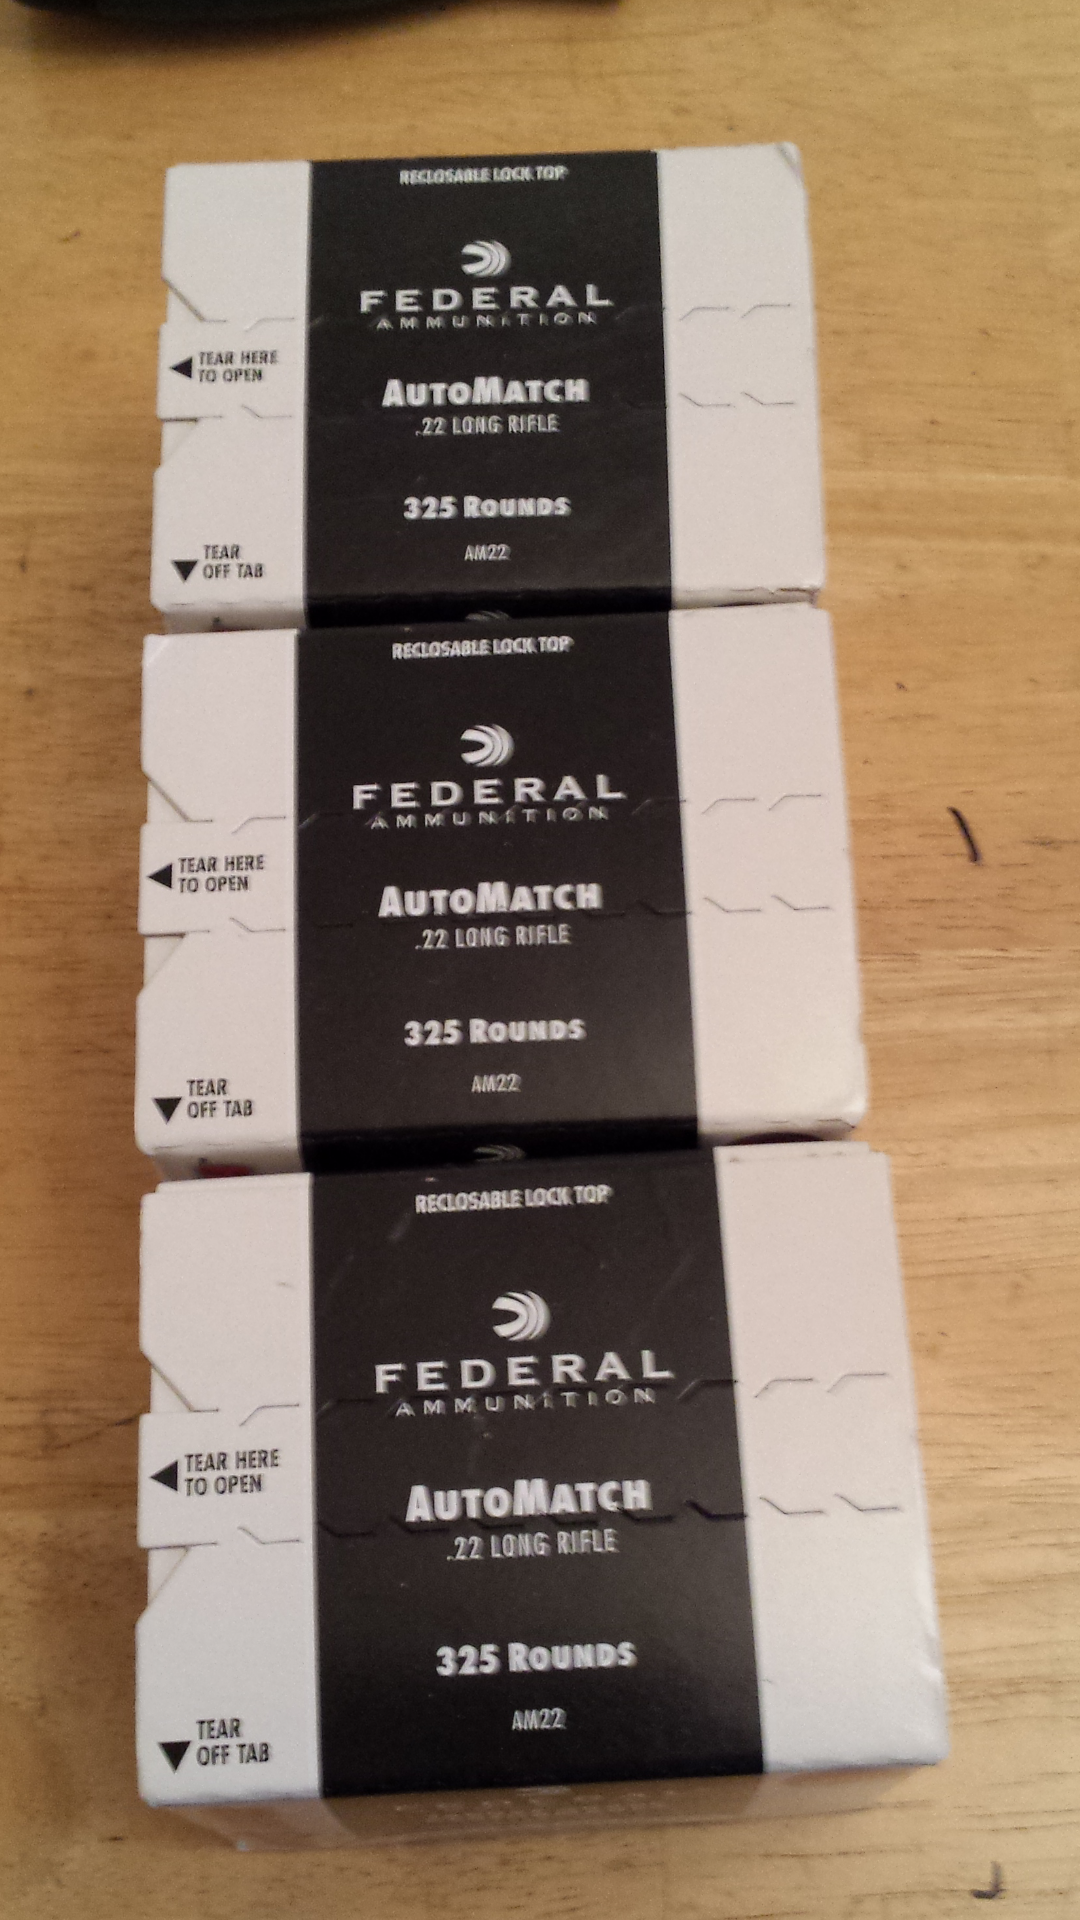 RECLOSABLE LOCK TOP
FEDERAL
AMMUNITION
AUTOMATCH
.22 LONG RIFLE
325 ROUNDS
AM22
TEAR HERE
TO OPEN
TEAR
OFF TAB
RECLOSABLE LOCK TOP
FEDERAL
AMMUNITION
AUTOMATCH
.22 LONG RIFLE
325 ROUNDS
AM22
TEAR HERE
TO OPEN
TEAR
OFF TAB
RECLOSABLE LOCK TOP
FEDERAL
AMMUNITION
AUTOMATCH
.22 LONG RIFLE
325 ROUNDS
AM22
TEAR HERE
TO OPEN
TEAR
OFF TAB